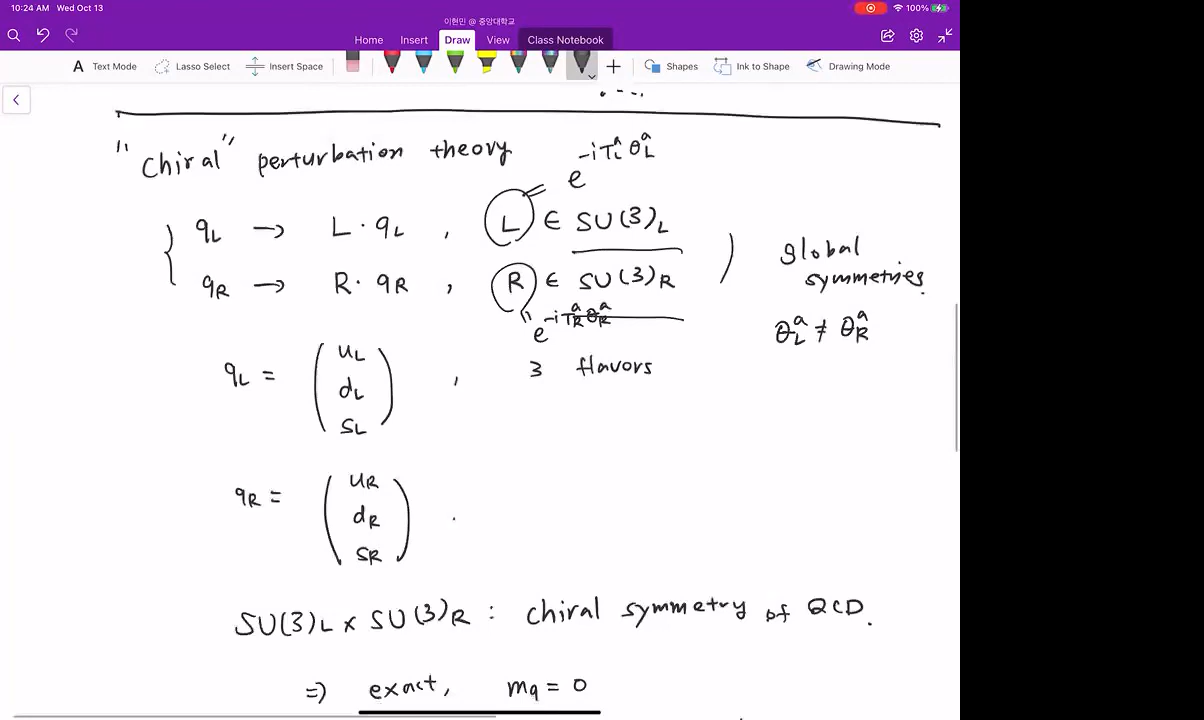 10:24 AM Wed Oct 13
100%
이현민 @ 중앙대학교
Home Insert Draw View Class Notebook
A Text Mode Lasso Select Insert Space Shapes Ink to Shape Drawing Mode
"Chiral" perturbation theory
e^{-iT_L^a θ_L^a}
q_L → L · q_L , L ∈ SU(3)_L
q_R → R · q_R , R ∈ SU(3)_R
e^{-iT_R^a θ_R^a}
global
symmetries.
θ_L^a ≠ θ_R^a
q_L = ( u_L d_L s_L ) , 3 flavors
q_R = ( u_R d_R s_R ) .
SU(3)_L × SU(3)_R : chiral symmetry of QCD.
⇒ exact, m_q = 0